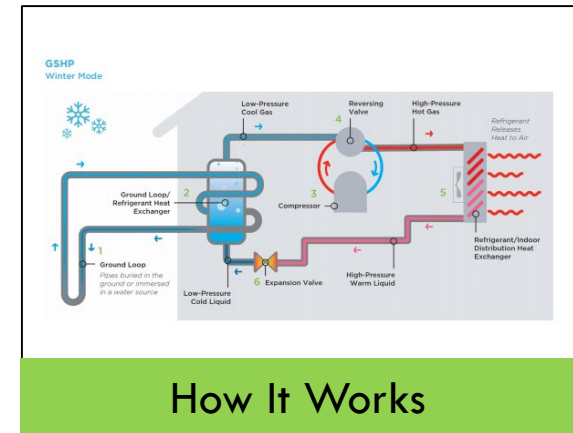 GSHP
Winter Mode
Low-Pressure
Cool Gas
Reversing
Valve
High-Pressure
Hot Gas
Refrigerant
Releases
Heat to Air
4
2
Ground Loop/
Refrigerant Heat
Exchanger
3
Compressor
5
1
Ground Loop
Pipes buried in the
ground or immersed
in a water source
Low-Pressure
Cold Liquid
6 Expansion Valve
High-Pressure
Warm Liquid
Refrigerant/Indoor
Distribution Heat
Exchanger
How It Works